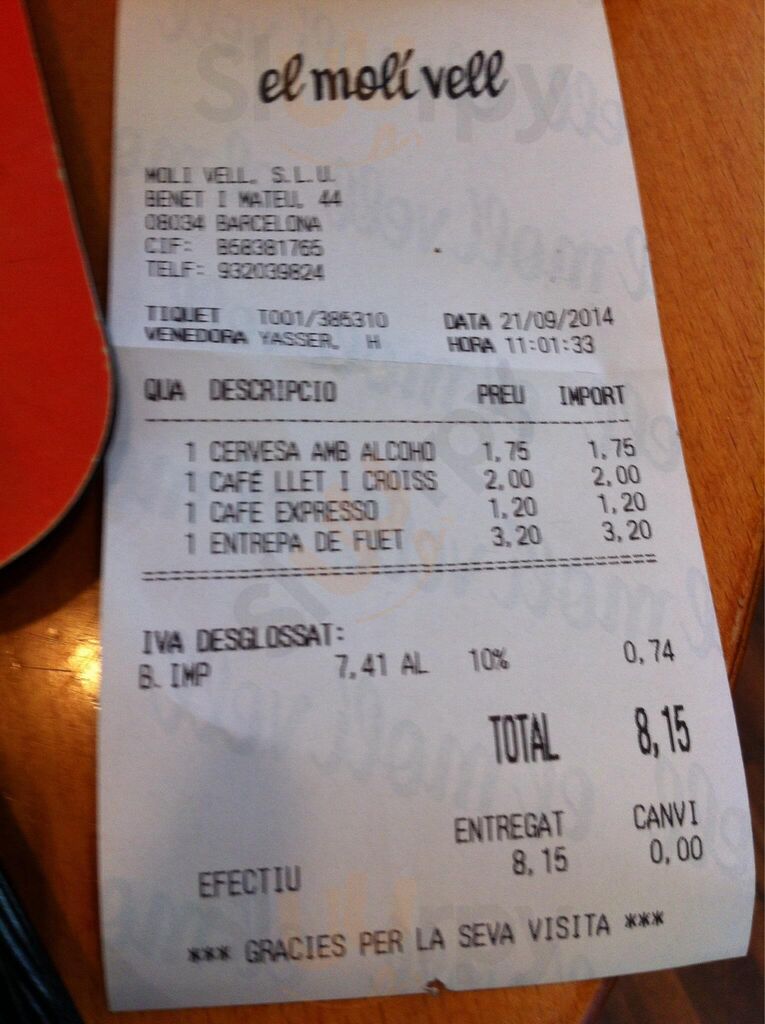 el molí vell
MOLI VELL, S.L.U.
BENET I MATEU, 44
08034 BARCELONA
CIF: B58381765
TELF: 932039824
TIQUET T001/385310 DATA 21/09/2014
VENEDORA YASSER, H HORA 11:01:33
QUA DESCRIPCIO PREU IMPORT
1 CERVESA AMB ALCOHO 1,75 1,75
1 CAFÉ LLET I CROISS 2,00 2,00
1 CAFE EXPRESSO 1,20 1,20
1 ENTREPA DE FUET 3,20 3,20
IVA DESGLOSSAT:
B. IMP 7,41 AL 10% 0,74
TOTAL 8,15
ENTREGAT CANVI
EFECTIU 8,15 0,00
*** GRACIES PER LA SEVA VISITA ***